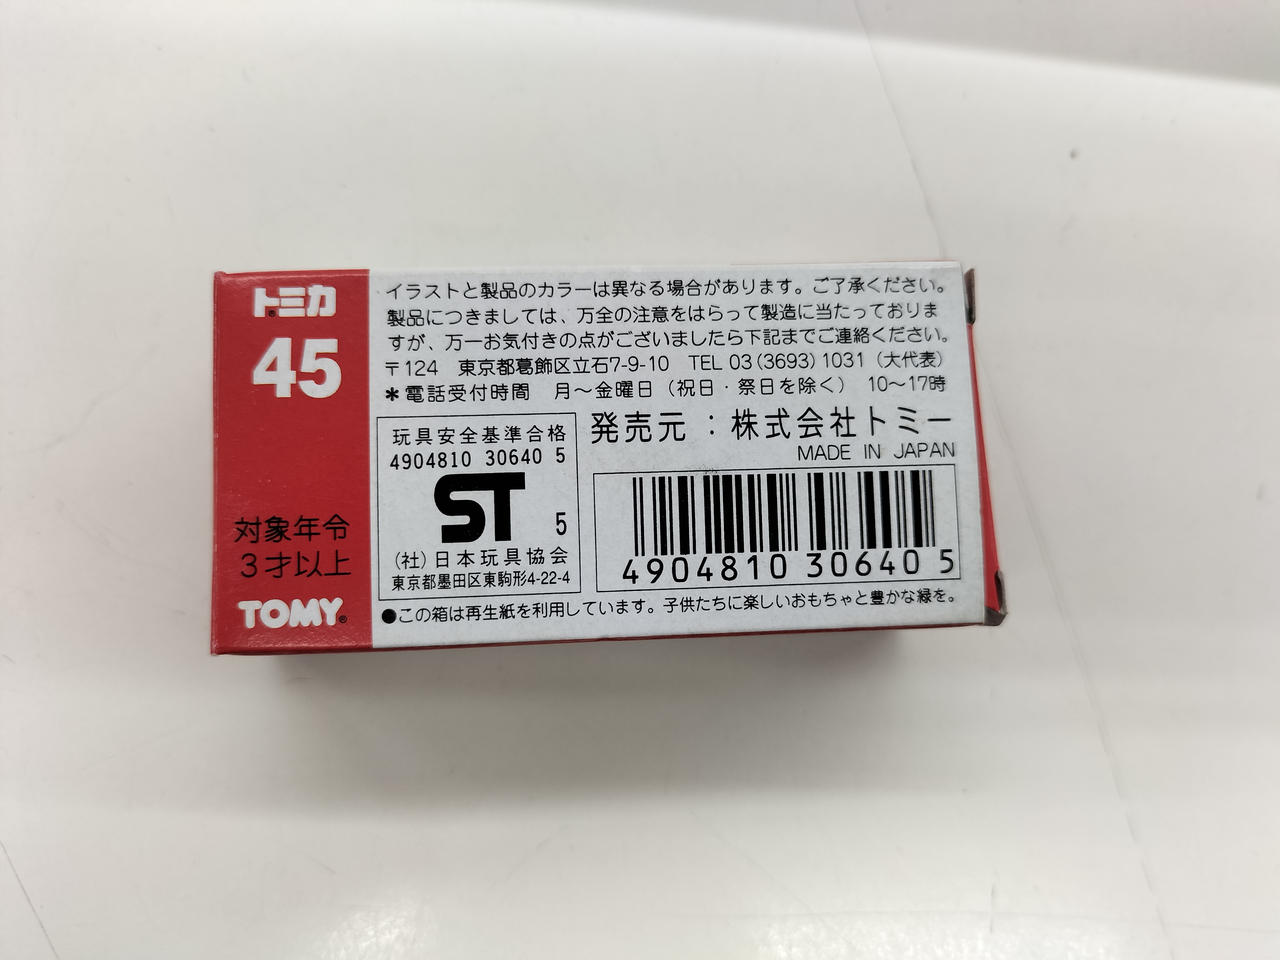 トミカ®
45
対象年令
3才以上
TOMY®
イラストと製品のカラーは異なる場合があります。ご了承ください。
製品につきましては、万全の注意をはらって製造に当たっておりま
すが、万一お気付きの点がございましたら下記までご連絡ください。
〒124 東京都葛飾区立石7-9-10 TEL 03(3693)1031（大代表）
＊電話受付時間 月～金曜日（祝日・祭日を除く） 10～17時
玩具安全基準合格
4904810 30640 5
ST 5
(社)日本玩具協会
東京都墨田区東駒形4-22-4
発売元：株式会社トミー
MADE IN JAPAN
4904810306405
●この箱は再生紙を利用しています。子供たちに楽しいおもちゃと豊かな緑を。